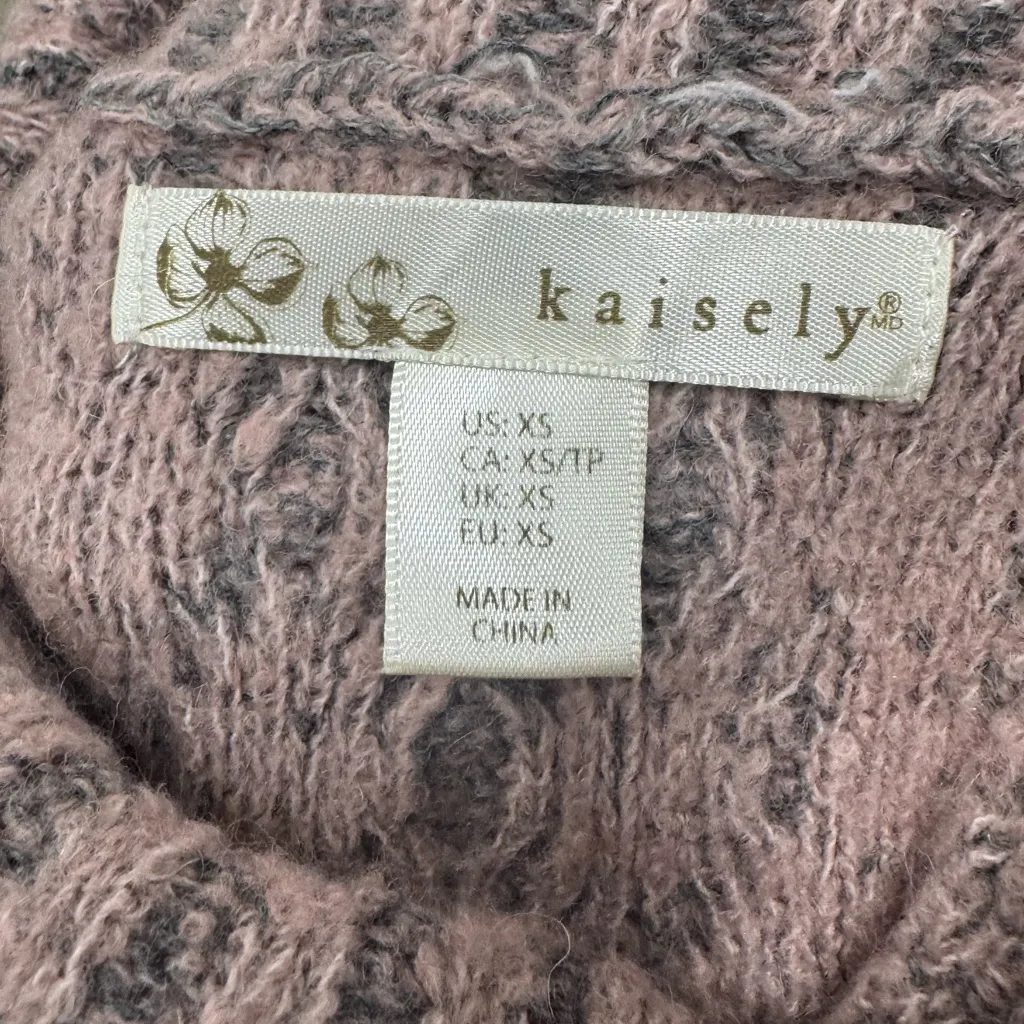 kaisely®
MD
US: XS
CA: XS/TP
UK: XS
EU: XS
MADE IN
CHINA